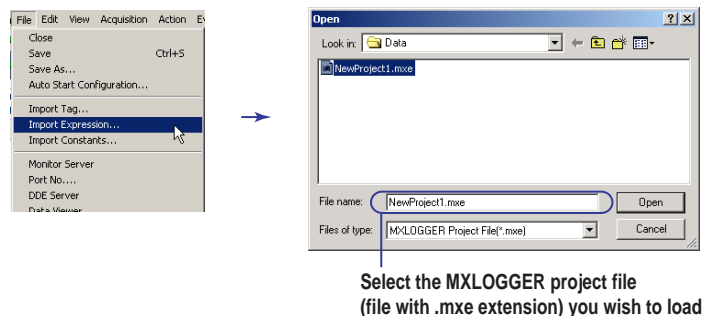 File Edit View Acquisition Action
Close
Save Ctrl+S
Save As...
Auto Start Configuration...
Import Tag...
Import Expression...
Import Constants...
Monitor Server
Port No....
DDE Server
Data Viewer
Open
Look in: Data
NewProject1.mxe
File name: NewProject1.mxe Open
Files of type: MXLOGGER Project File(*.mxe) Cancel
Select the MXLOGGER project file
(file with .mxe extension) you wish to load